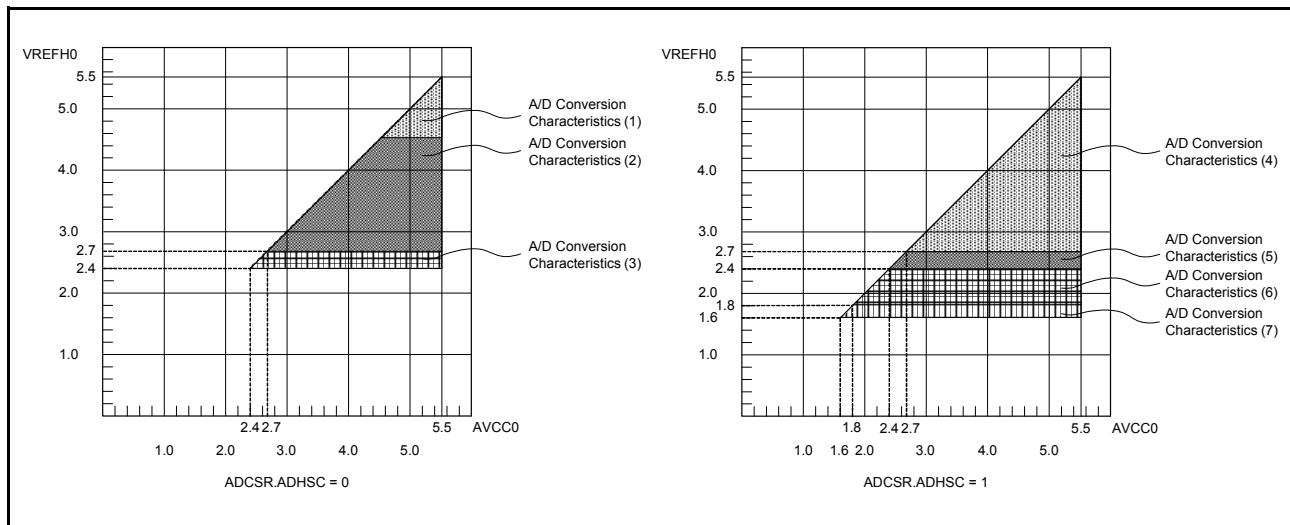 VREFH0
5.5
5.0
4.0
3.0
2.7
2.4
2.0
1.0
2.4 2.7
5.5
AVCC0
1.0
2.0
3.0
4.0
5.0
A/D Conversion
Characteristics (1)
A/D Conversion
Characteristics (2)
A/D Conversion
Characteristics (3)
ADCSR.ADHSC = 0
VREFH0
5.5
5.0
4.0
3.0
2.7
2.4
2.0
1.8
1.6
1.0
1.8
2.4 2.7
5.5
AVCC0
1.0
1.6
2.0
3.0
4.0
5.0
A/D Conversion
Characteristics (4)
A/D Conversion
Characteristics (5)
A/D Conversion
Characteristics (6)
A/D Conversion
Characteristics (7)
ADCSR.ADHSC = 1